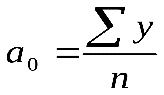 a₀ = ∑ y / n